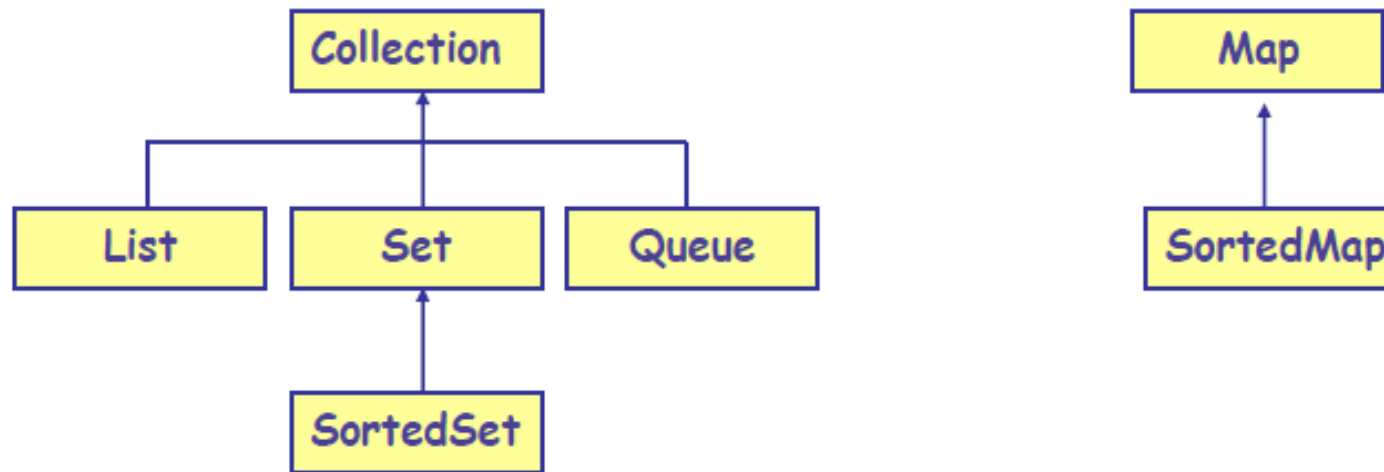 Collection
Map
List
Set
Queue
SortedMap
SortedSet